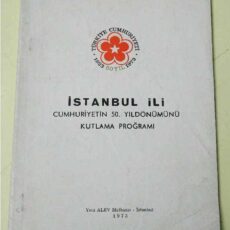 TÜRKİYE CUMHURİYETİ
1923 50.YIL 1973
İSTANBUL İLİ
CUMHURİYETİN 50. YILDÖNÜMÜNÜ
KUTLAMA PROĞRAMI
Yeni ALEV Matbaası - İstanbul
1973